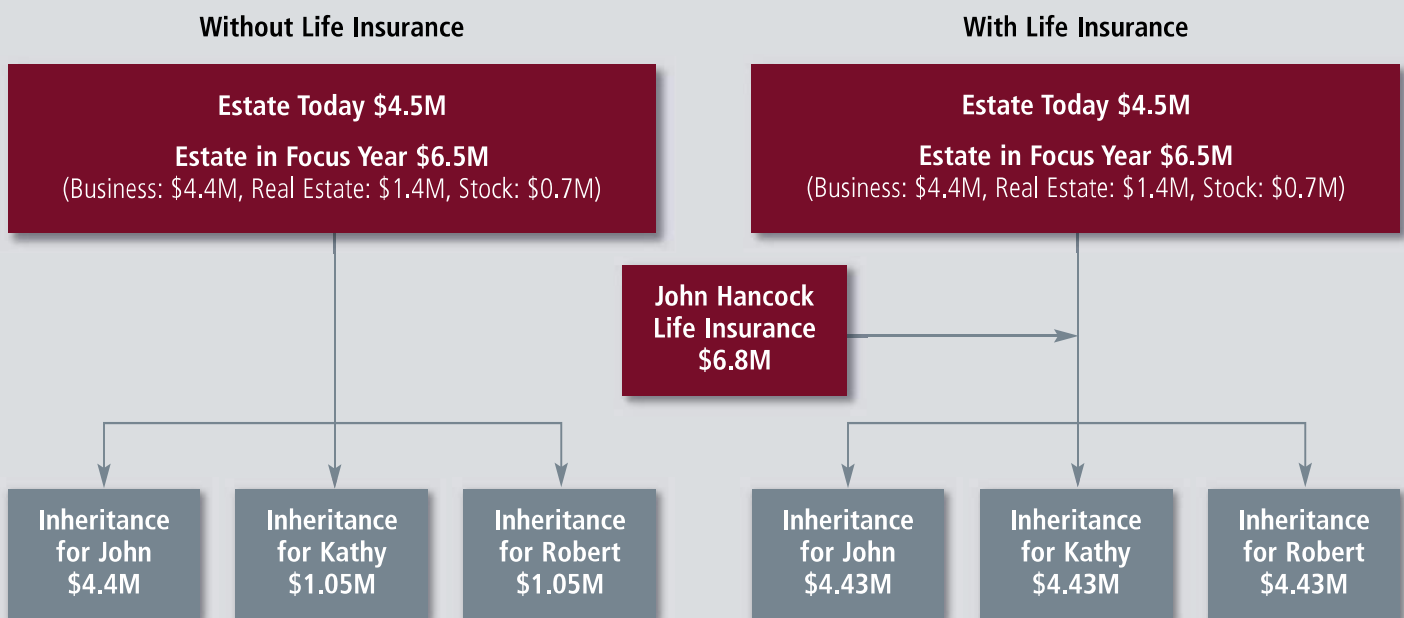 Without Life Insurance
Estate Today $4.5M
Estate in Focus Year $6.5M
(Business: $4.4M, Real Estate: $1.4M, Stock: $0.7M)
Inheritance
for John
$4.4M
Inheritance
for Kathy
$1.05M
Inheritance
for Robert
$1.05M
With Life Insurance
Estate Today $4.5M
Estate in Focus Year $6.5M
(Business: $4.4M, Real Estate: $1.4M, Stock: $0.7M)
John Hancock
Life Insurance
$6.8M
Inheritance
for John
$4.43M
Inheritance
for Kathy
$4.43M
Inheritance
for Robert
$4.43M